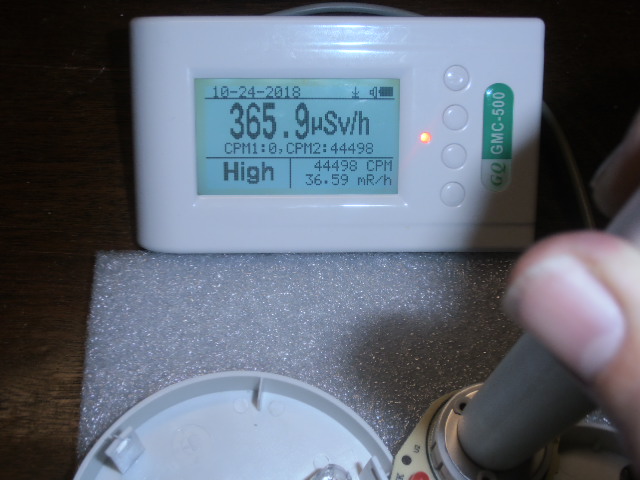 10-24-2018
365.9µSv/h
CPM1:0,CPM2:44498
High
44498 CPM
36.59 mR/h
GQ GMC-500